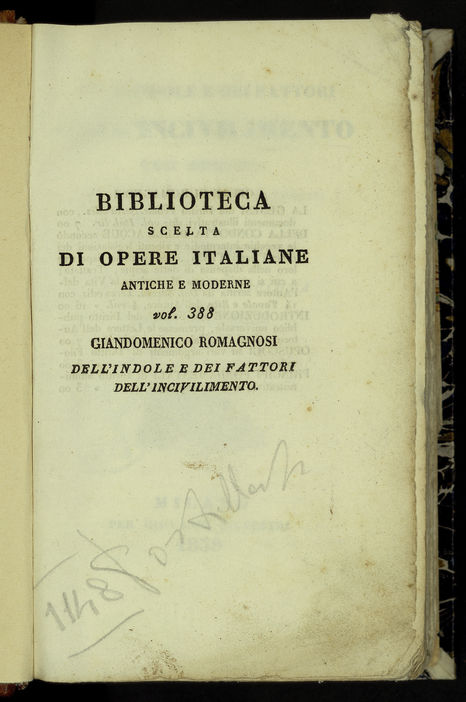 BIBLIOTECA
SCELTA
DI OPERE ITALIANE
ANTICHE E MODERNE
vol. 388
GIANDOMENICO ROMAGNOSI
DELL'INDOLE E DEI FATTORI
DELL'INCIVILIMENTO.
1148